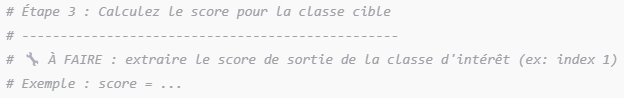 # Étape 3 : Calculez le score pour la classe cible
# -----------------------------------------------
# 🔧 À FAIRE : extraire le score de sortie de la classe d'intérêt (ex: index 1)
# Exemple : score = ...